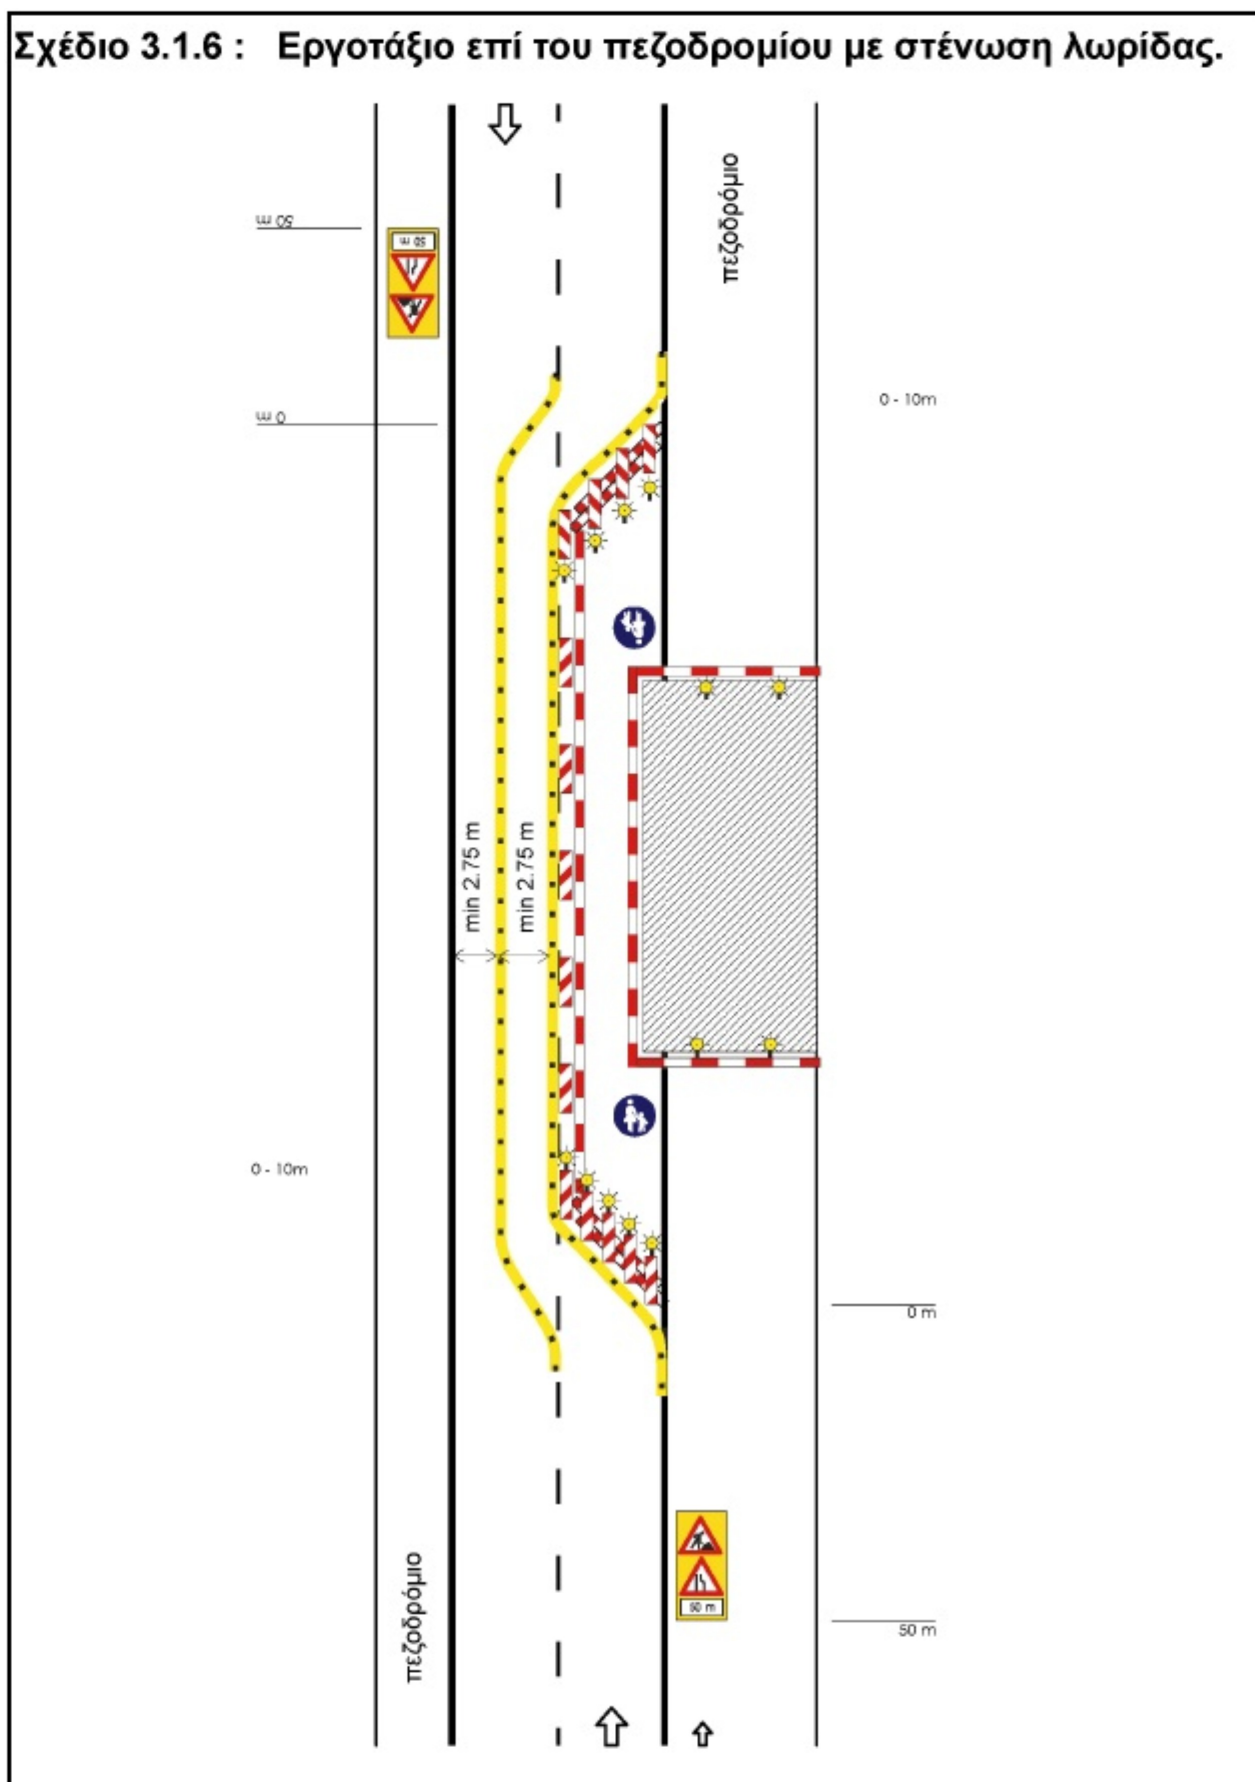 Σχέδιο 3.1.6 : Εργοτάξιο επί του πεζοδρομίου με στένωση λωρίδας.
πεζοδρόμιο
50 m
50 m
0 m
0 - 10m
min 2.75 m
min 2.75 m
0 - 10m
0 m
50 m
50 m
πεζοδρόμιο